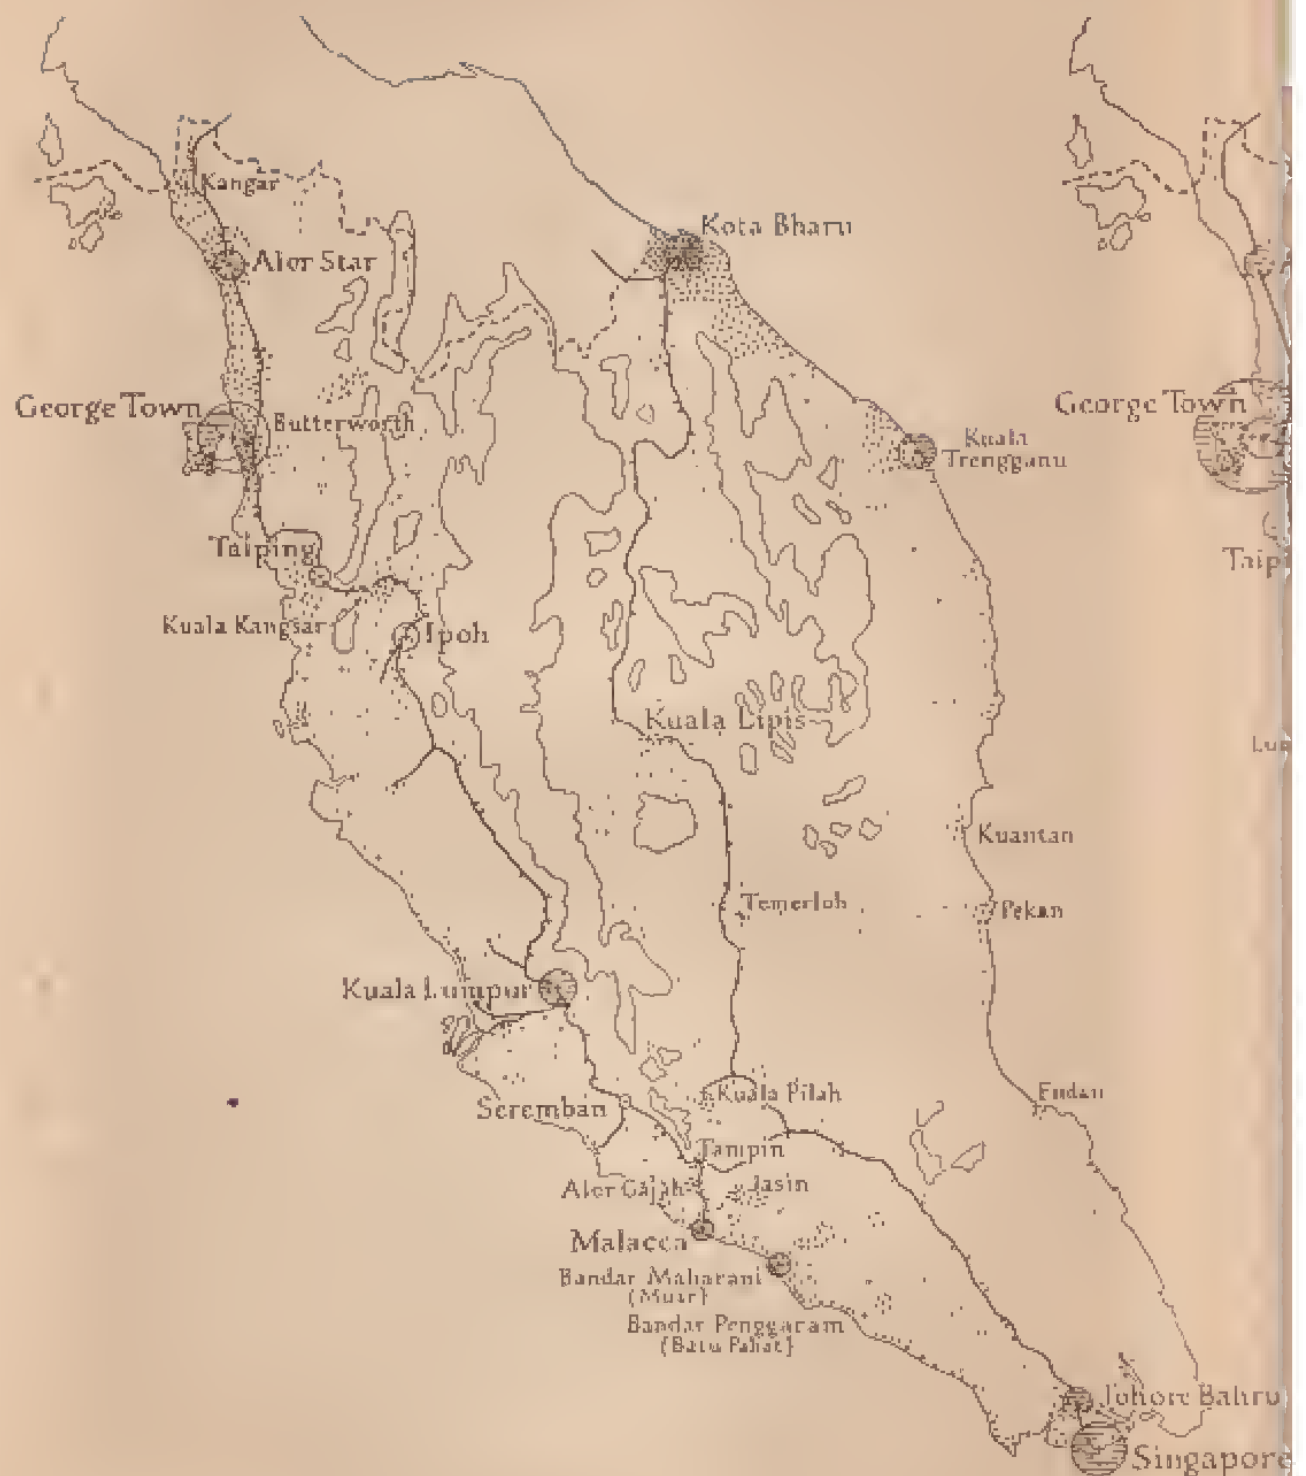 Kangar
Kota Bharu
Alor Star
George Town
George Town
Butterworth
Kuala
Trengganu
Taiping
Taip
Kuala Kangsar
Ipoh
Kuala Lipis
Kuantan
Temerloh
Pekan
Kuala Lumpur
Kuala Pilah
Seremban
Tampin
Alor Gajah
Jasin
Malacca
Bandar Maharani
(Muar)
Bandar Penggaram
(Batu Pahat)
Johore Bahru
Singapore